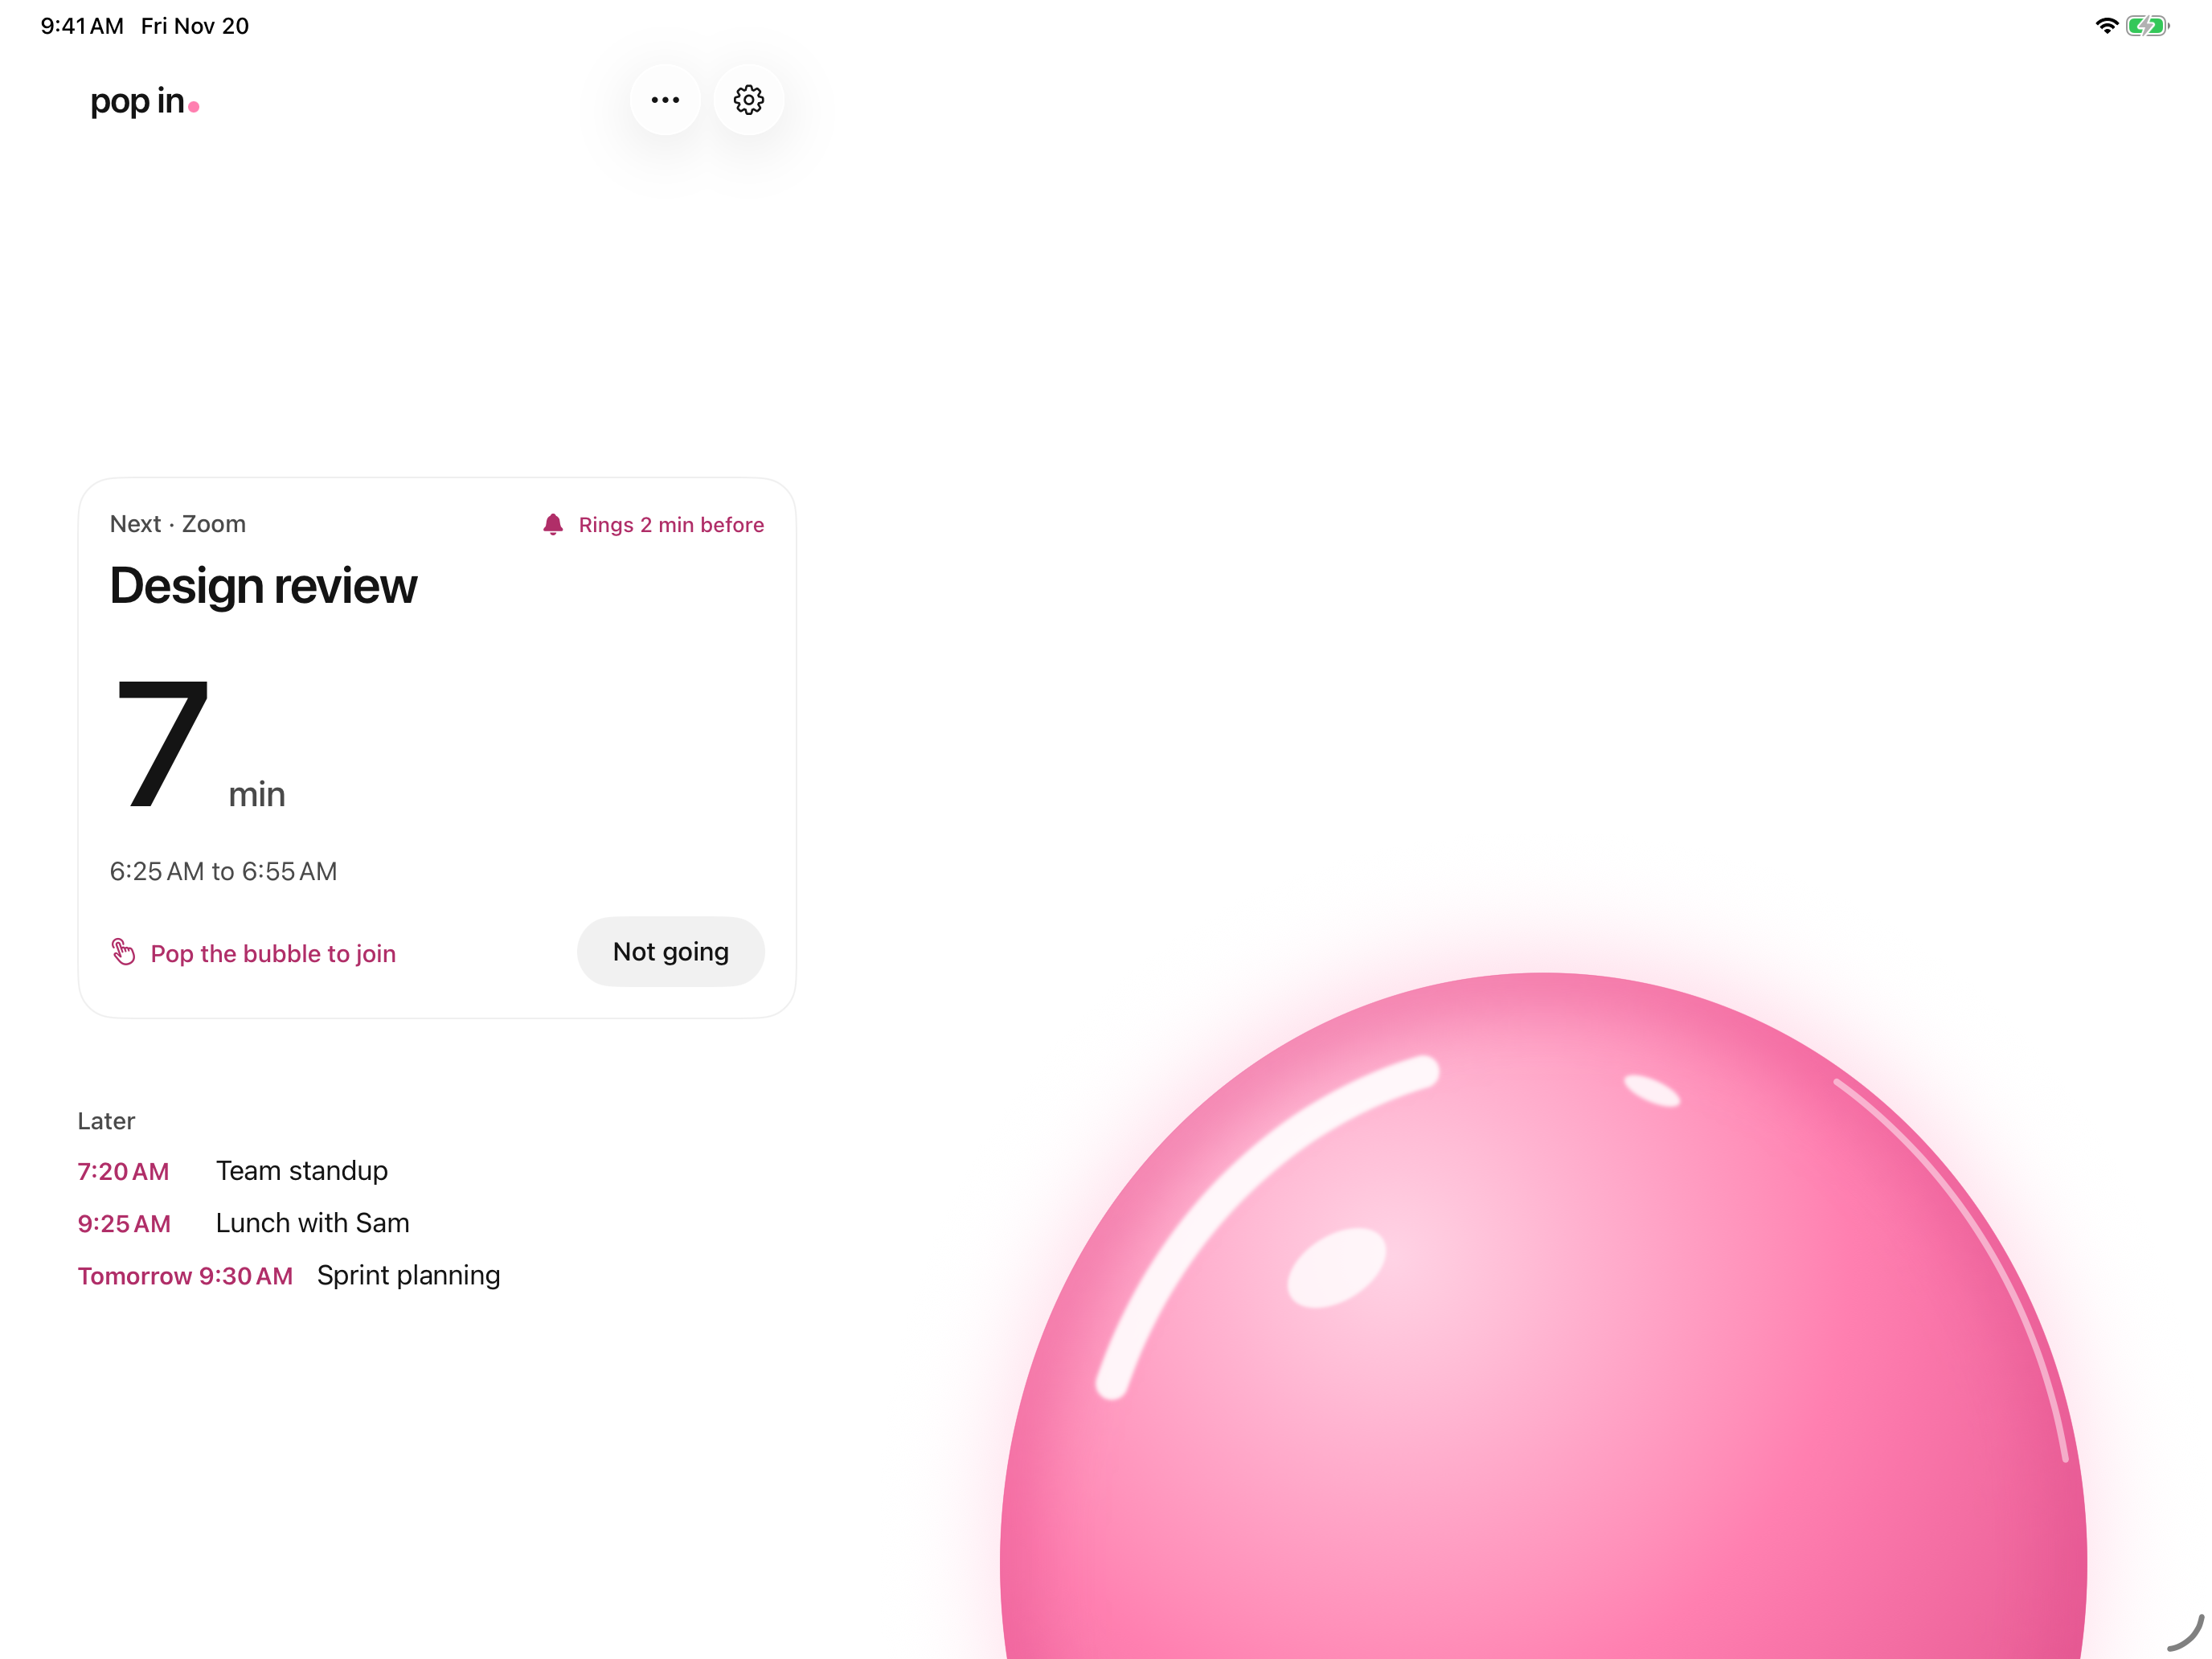 9:41 AM Fri Nov 20
pop in
Next · Zoom
Rings 2 min before
Design review
7 min
6:25 AM to 6:55 AM
Pop the bubble to join
Not going
Later
7:20 AM Team standup
9:25 AM Lunch with Sam
Tomorrow 9:30 AM Sprint planning